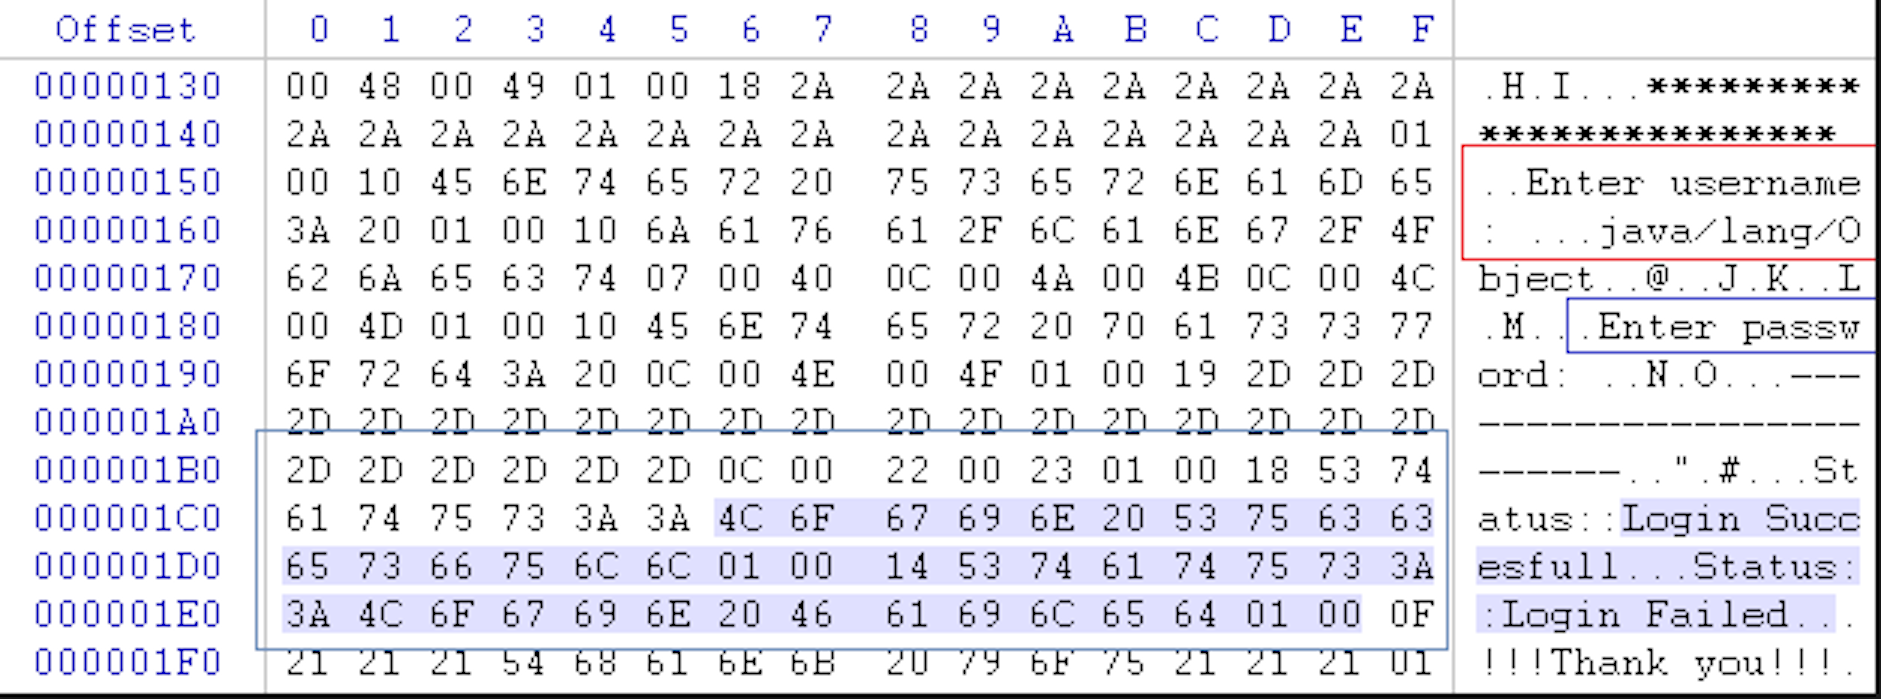 Offset 0 1 2 3 4 5 6 7 8 9 A B C D E F
00000130 00 48 00 49 01 00 18 2A 2A 2A 2A 2A 2A 2A 2A 2A .H.I...*********
00000140 2A 2A 2A 2A 2A 2A 2A 2A 2A 2A 2A 2A 2A 2A 2A 01 ***************
00000150 00 10 45 6E 74 65 72 20 75 73 65 72 6E 61 6D 65 ..Enter username
00000160 3A 20 01 00 10 6A 61 76 61 2F 6C 61 6E 67 2F 4F : ...java/lang/O
00000170 62 6A 65 63 74 07 00 40 0C 00 4A 00 4B 0C 00 4C bject..@..J.K..L
00000180 00 4D 01 00 10 45 6E 74 65 72 20 70 61 73 73 77 .M...Enter passw
00000190 6F 72 64 3A 20 0C 00 4E 00 4F 01 00 19 2D 2D 2D ord: ..N.O...---
000001A0 2D 2D 2D 2D 2D 2D 2D 2D 2D 2D 2D 2D 2D 2D 2D 2D ----------------
000001B0 2D 2D 2D 2D 2D 2D 0C 00 22 00 23 01 00 18 53 74 ------..".#...St
000001C0 61 74 75 73 3A 3A 4C 6F 67 69 6E 20 53 75 63 63 atus::Login Succ
000001D0 65 73 66 75 6C 6C 01 00 14 53 74 61 74 75 73 3A esfull...Status:
000001E0 3A 4C 6F 67 69 6E 20 46 61 69 6C 65 64 01 00 0F :Login Failed...
000001F0 21 21 21 54 68 61 6E 6B 20 79 6F 75 21 21 21 01 !!!Thank you!!!.